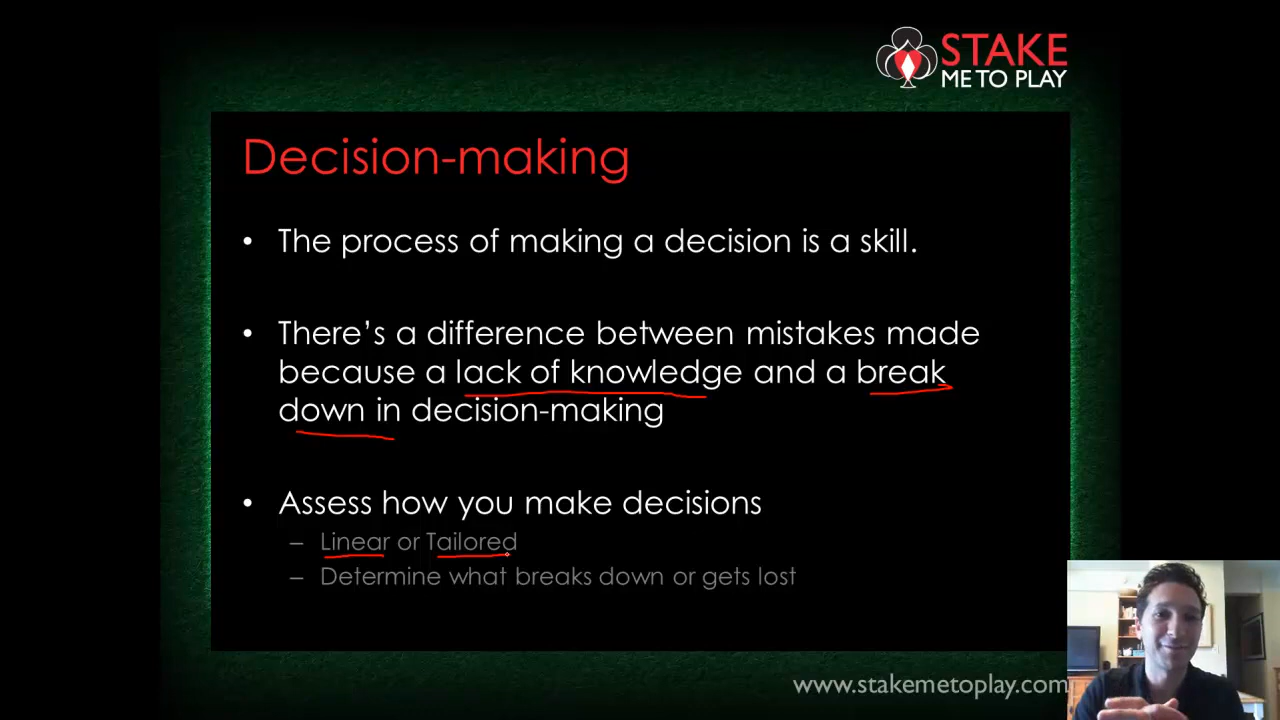 STAKE
ME TO PLAY
Decision-making
• The process of making a decision is a skill.
• There's a difference between mistakes made
because a lack of knowledge and a break
down in decision-making
• Assess how you make decisions
– Linear or Tailored
– Determine what breaks down or gets lost
www.stakemetoplay.com